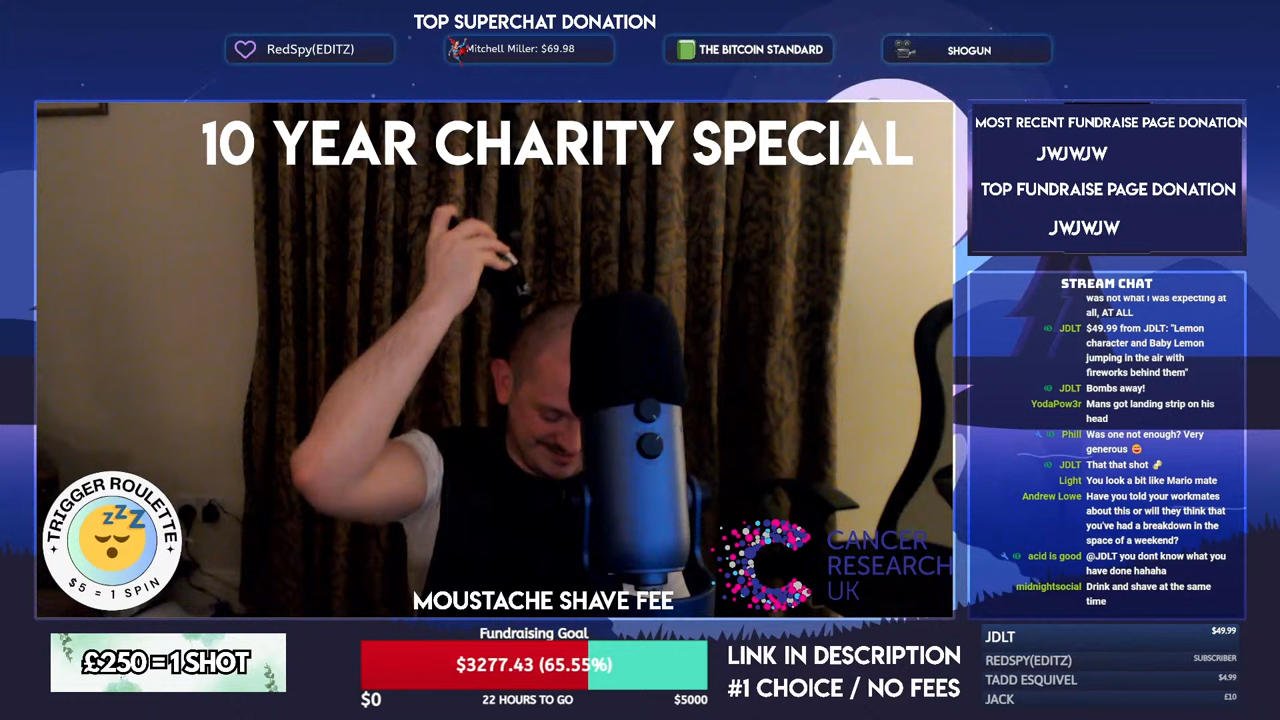 TOP SUPERCHAT DONATION
RedSpy(EDITZ)
Mitchell Miller: $69.98
THE BITCOIN STANDARD
SHOGUN
10 YEAR CHARITY SPECIAL
MOST RECENT FUNDRAISE PAGE DONATION
JWJWJW
TOP FUNDRAISE PAGE DONATION
JWJWJW
STREAM CHAT
was not what I was expecting at
all, AT ALL
JDLT $49.99 from JDLT: "Lemon
character and Baby Lemon
jumping in the air with
fireworks behind them"
JDLT Bombs away!
YodaPow3r Mans got landing strip on his
head
Phill Was one not enough? Very
generous 😄
JDLT That that shot
Light You look a bit like Mario mate
Andrew Lowe Have you told your workmates
about this or will they think that
you've had a breakdown in the
space of a weekend?
acid is good @JDLT you dont know what you
have done hahaha
midnightsocial Drink and shave at the same
time
TRIGGER ROULETTE
zzz
$5 = 1 SPIN
CANCER
RESEARCH
UK
MOUSTACHE SHAVE FEE
£250 = 1 SHOT
Fundraising Goal
$3277.43 (65.55%)
$0
22 HOURS TO GO
$5000
LINK IN DESCRIPTION
#1 CHOICE / NO FEES
JDLT $49.99
REDSPY(EDITZ) SUBSCRIBER
TADD ESQUIVEL $4.99
JACK £10